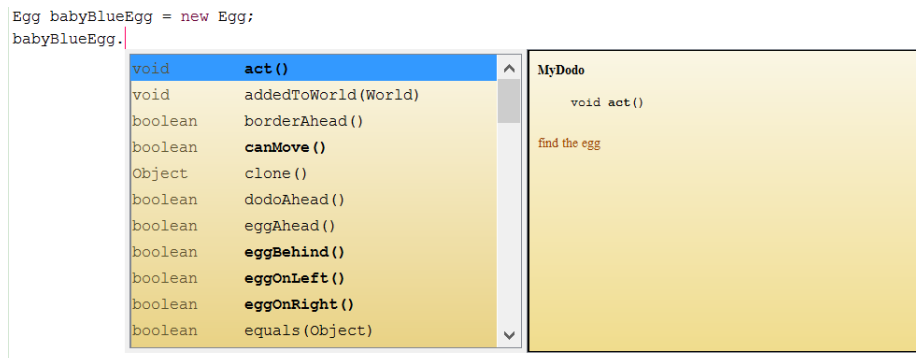 Egg babyBlueEgg = new Egg;
babyBlueEgg.
void act()
void addedToWorld(World)
boolean borderAhead()
boolean canMove()
Object clone()
boolean dodoAhead()
boolean eggAhead()
boolean eggBehind()
boolean eggOnLeft()
boolean eggOnRight()
boolean equals(Object)
MyDodo
void act()
find the egg